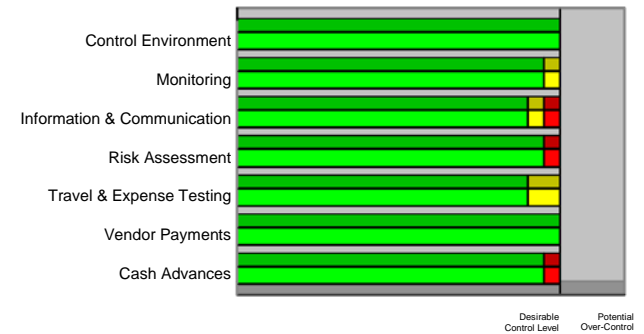 Control Environment
Monitoring
Information & Communication
Risk Assessment
Travel & Expense Testing
Vendor Payments
Cash Advances
Desirable Potential
Control Level Over-Control